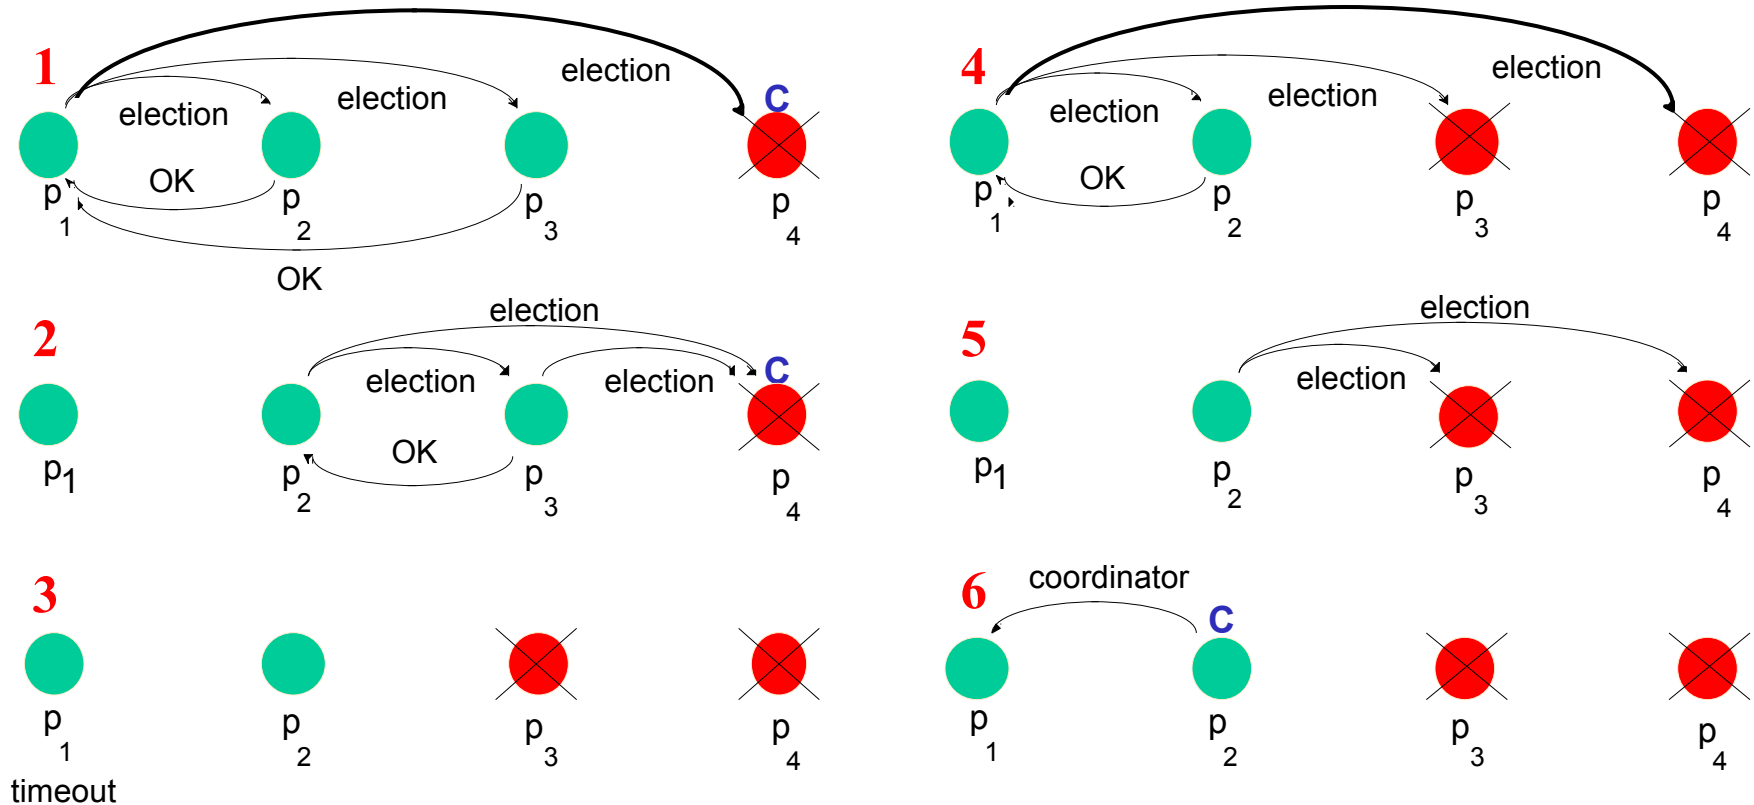 1
election
election
election
C
OK
p1
p2
p3
p4
OK
2
election
election
election
C
OK
p1
p2
p3
p4
3
p1
p2
p3
p4
timeout
4
election
election
election
OK
p1
p2
p3
p4
5
election
election
p1
p2
p3
p4
6
coordinator
C
p1
p2
p3
p4